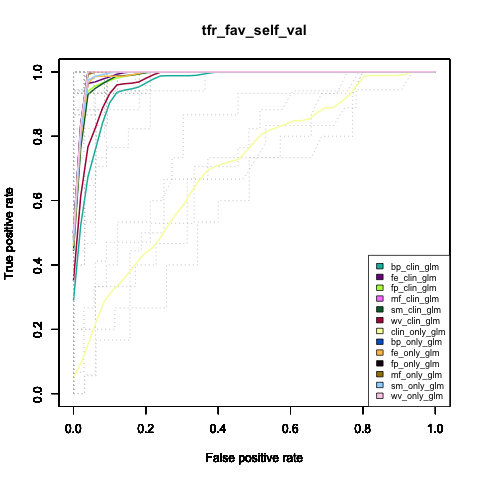 tfr_fav_self_val
True positive rate
1.0
0.8
0.6
0.4
0.2
0.0
bp_clin_glm
fe_clin_glm
fp_clin_glm
mf_clin_glm
sm_clin_glm
wv_clin_glm
clin_only_glm
bp_only_glm
fe_only_glm
fp_only_glm
mf_only_glm
sm_only_glm
wv_only_glm
0.0 0.2 0.4 0.6 0.8 1.0
False positive rate